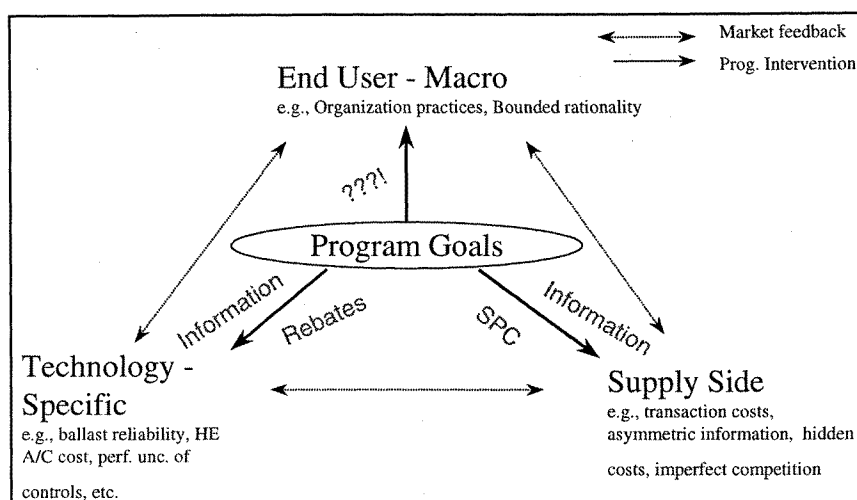 Market feedback
Prog. Intervention
End User - Macro
e.g., Organization practices, Bounded rationality
???!
Program Goals
Information
Rebates
SPC
Information
Technology -
Specific
e.g., ballast reliability, HE
A/C cost, perf. unc. of
controls, etc.
Supply Side
e.g., transaction costs,
asymmetric information, hidden
costs, imperfect competition